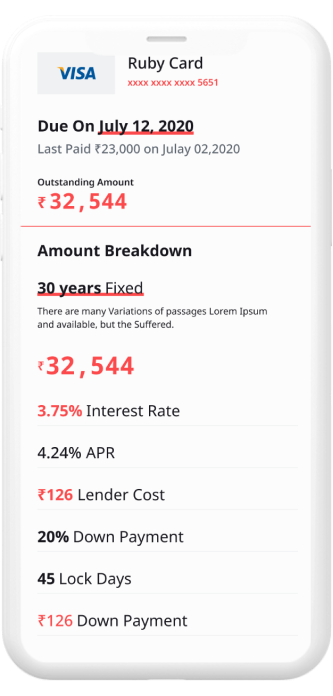 VISA
Ruby Card
xxxx xxxx xxxx 5651
Due On July 12, 2020
Last Paid ₹23,000 on Julay 02,2020
Outstanding Amount
₹ 32,544
Amount Breakdown
30 years Fixed
There are many Variations of passages Lorem Ipsum
and available, but the Suffered.
₹32,544
3.75% Interest Rate
4.24% APR
₹126 Lender Cost
20% Down Payment
45 Lock Days
₹126 Down Payment